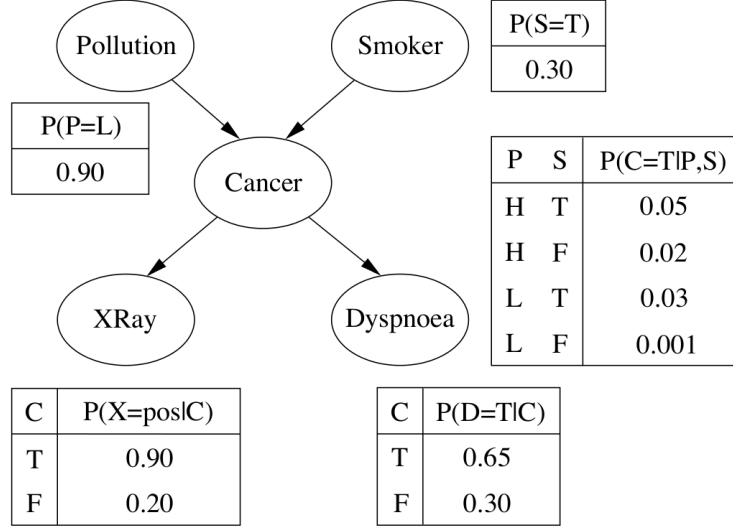 Pollution
Smoker
P(S=T)
0.30
P(P=L)
0.90
Cancer
P S P(C=T|P,S)
H T 0.05
H F 0.02
L T 0.03
L F 0.001
XRay
Dyspnoea
C P(X=pos|C)
T 0.90
F 0.20
C P(D=T|C)
T 0.65
F 0.30